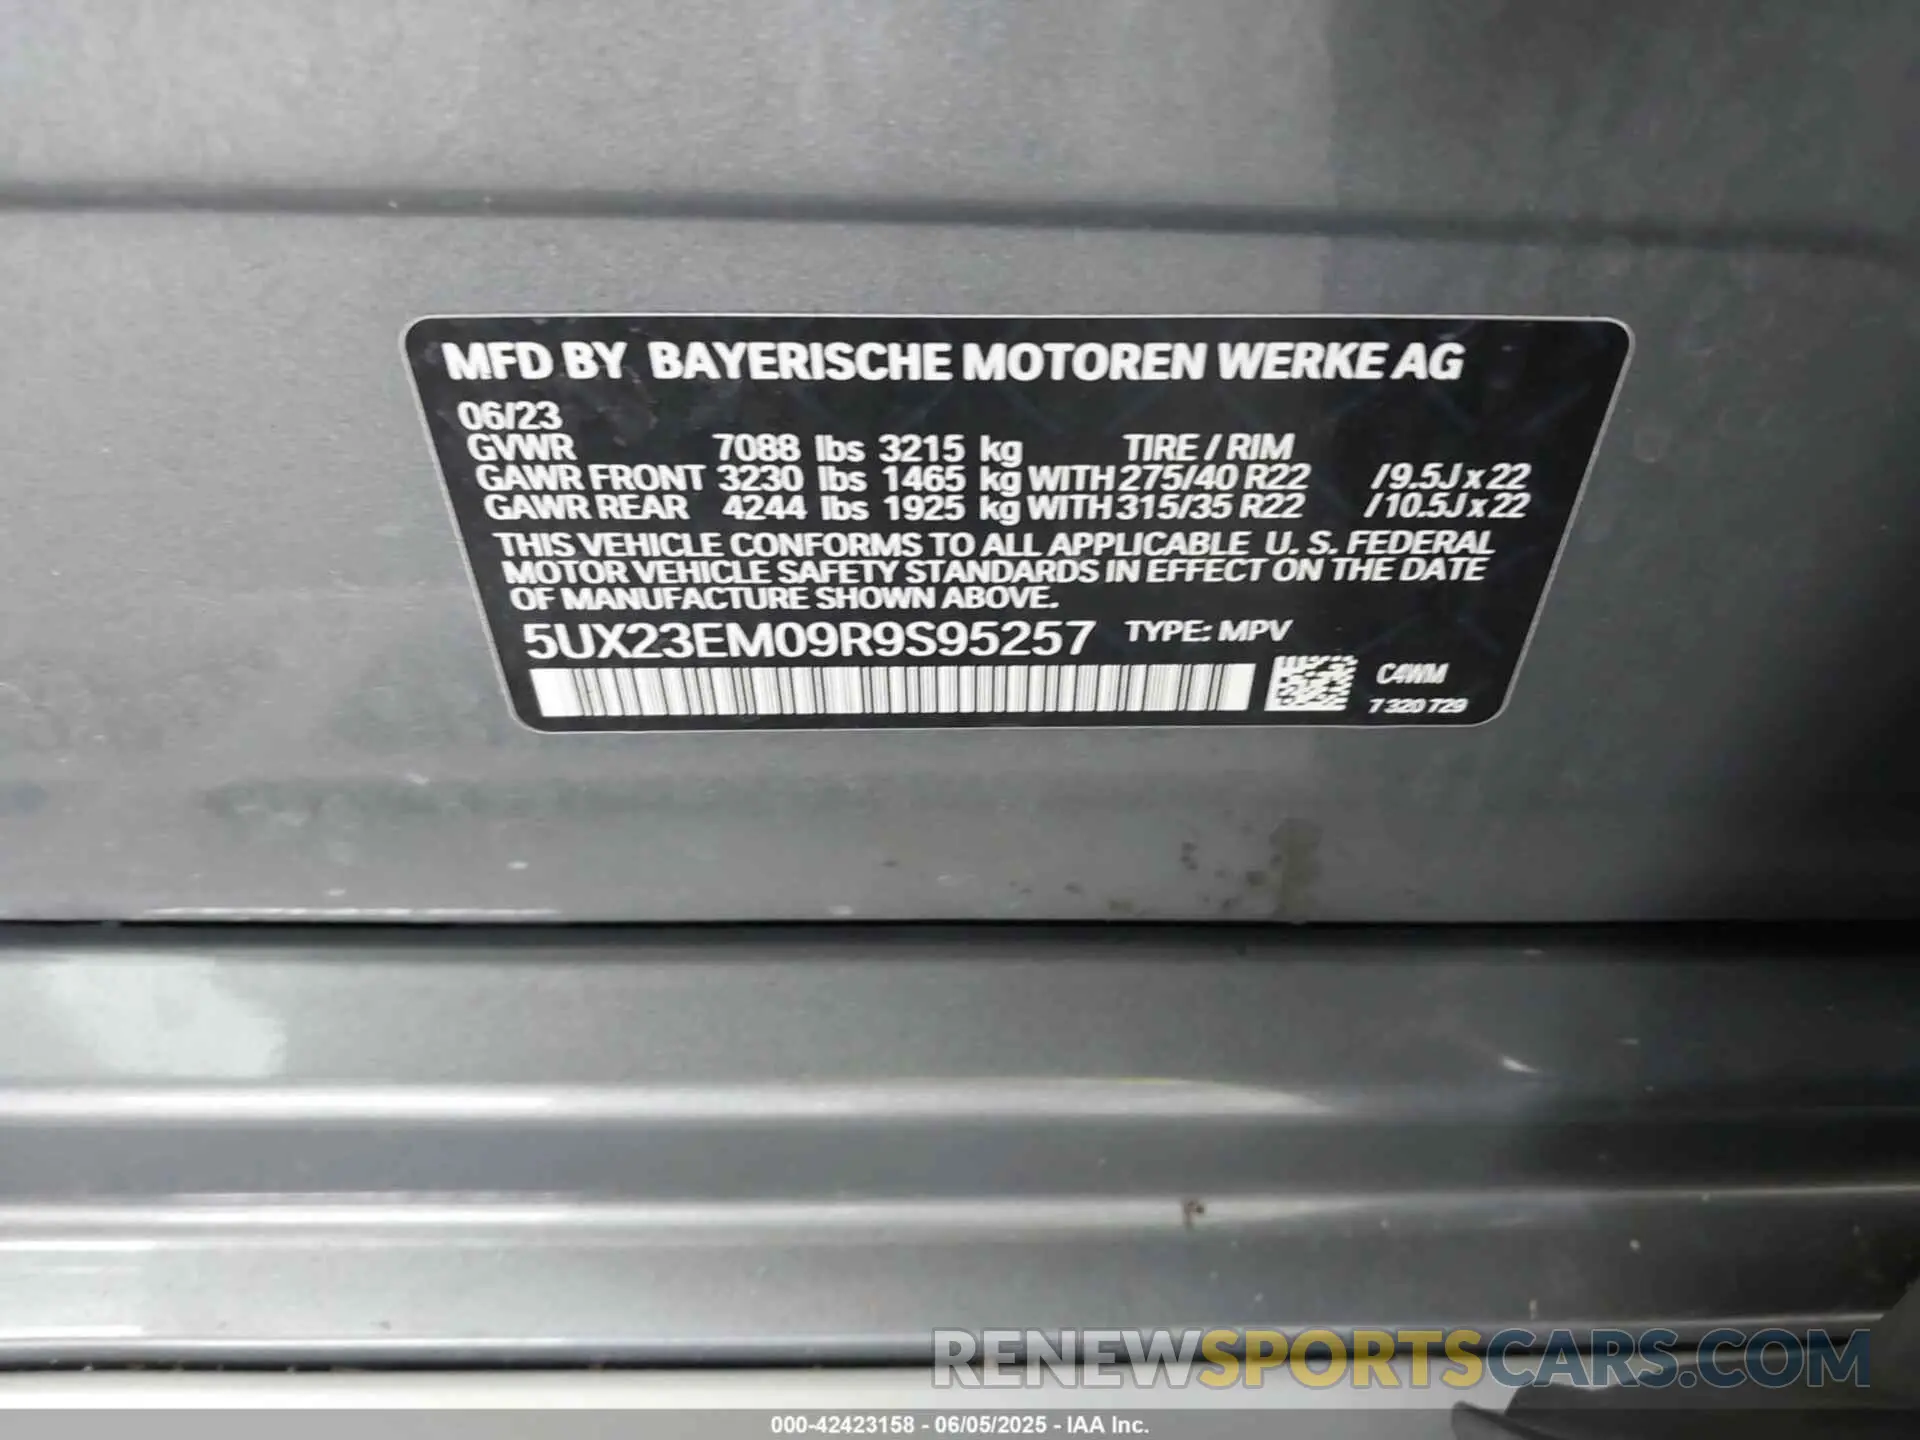 MFD BY BAYERISCHE MOTOREN WERKE AG
06/23
GVWR 7088 lbs 3215 kg TIRE / RIM
GAWR FRONT 3230 lbs 1465 kg WITH 275/40 R22 /9.5J x 22
GAWR REAR 4244 lbs 1925 kg WITH 315/35 R22 /10.5J x 22
THIS VEHICLE CONFORMS TO ALL APPLICABLE U. S. FEDERAL
MOTOR VEHICLE SAFETY STANDARDS IN EFFECT ON THE DATE
OF MANUFACTURE SHOWN ABOVE.
5UX23EM09R9S95257 TYPE: MPV
C4WM
7 320 729
RENEWSPORTSCARS.COM
000-42423158 - 06/05/2025 - IAA Inc.